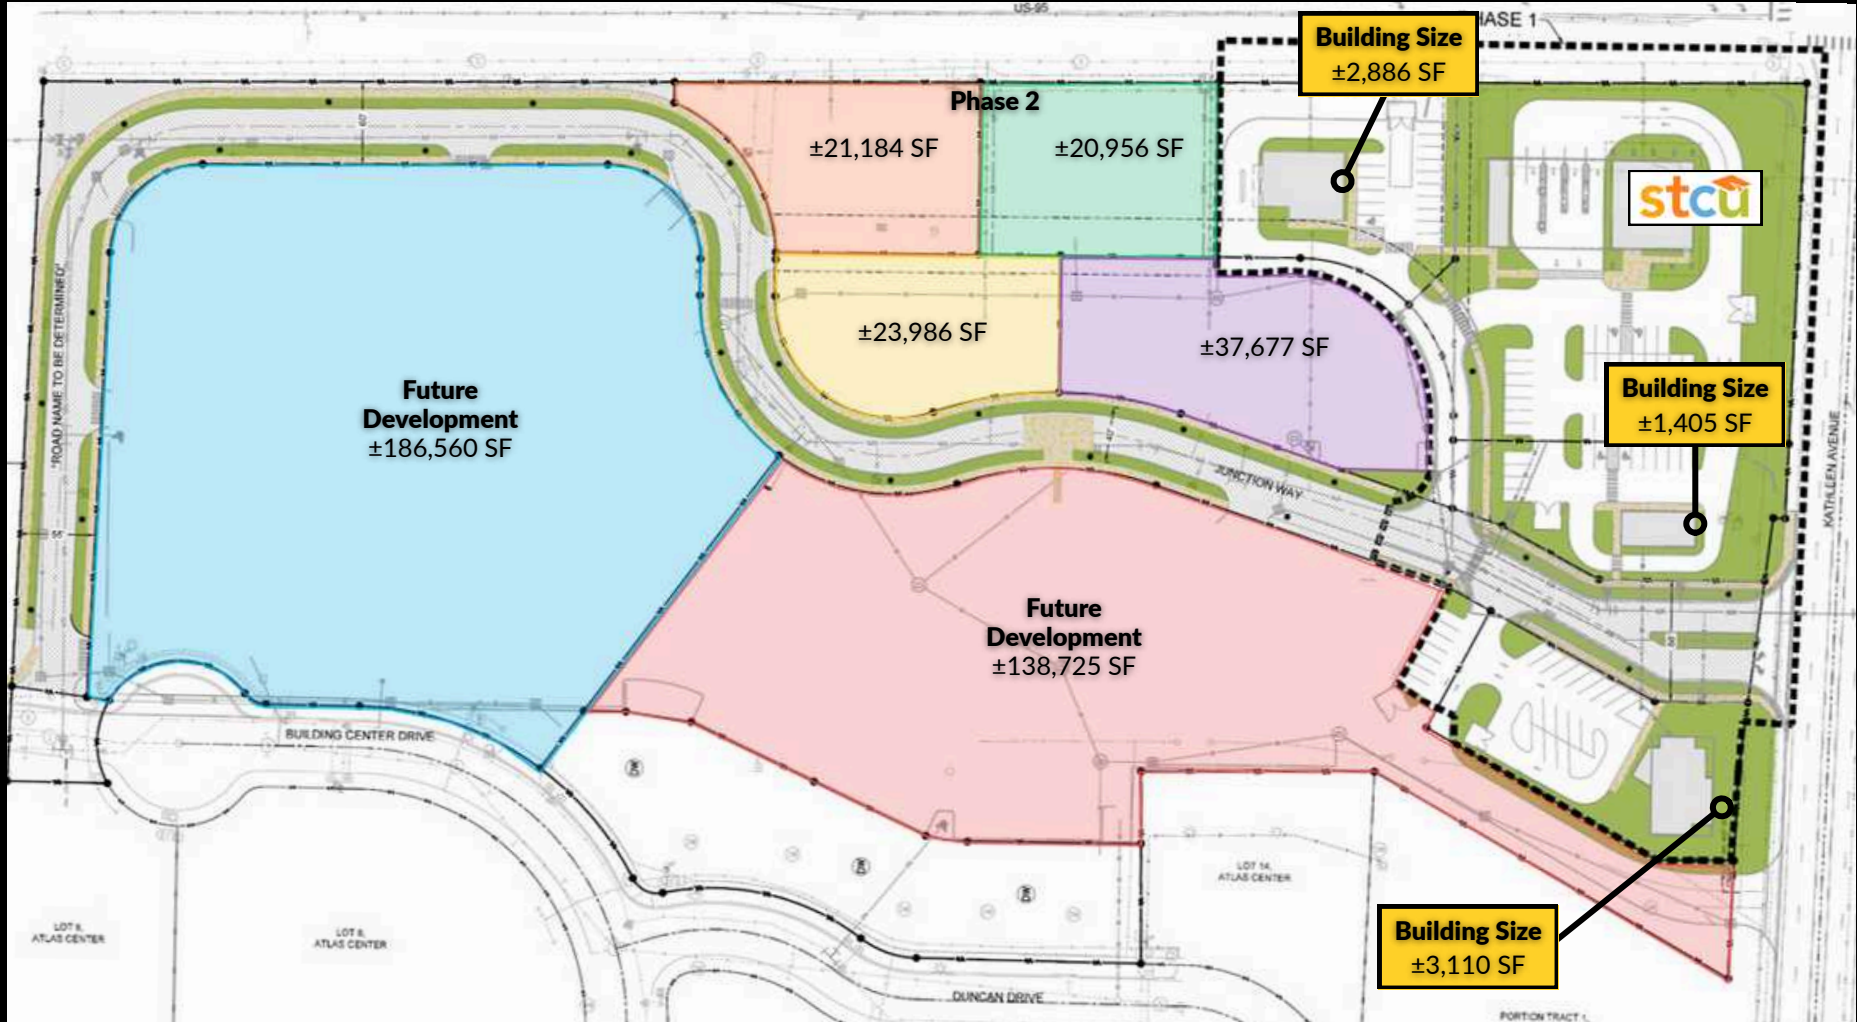 US-95
PHASE 1
Building Size
±2,886 SF
Phase 2
±21,184 SF
±20,956 SF
stcu
±23,986 SF
±37,677 SF
"ROAD NAME TO BE DETERMINED"
Future
Development
±186,560 SF
Building Size
±1,405 SF
KATHLEEN AVENUE
JUNCTION WAY
55'
Future
Development
±138,725 SF
BUILDING CENTER DRIVE
LOT 14,
ATLAS CENTER
ATLAS CENTER
LOT 8,
ATLAS CENTER
Building Size
±3,110 SF
DUNCAN DRIVE
PORTION TRACT 1,